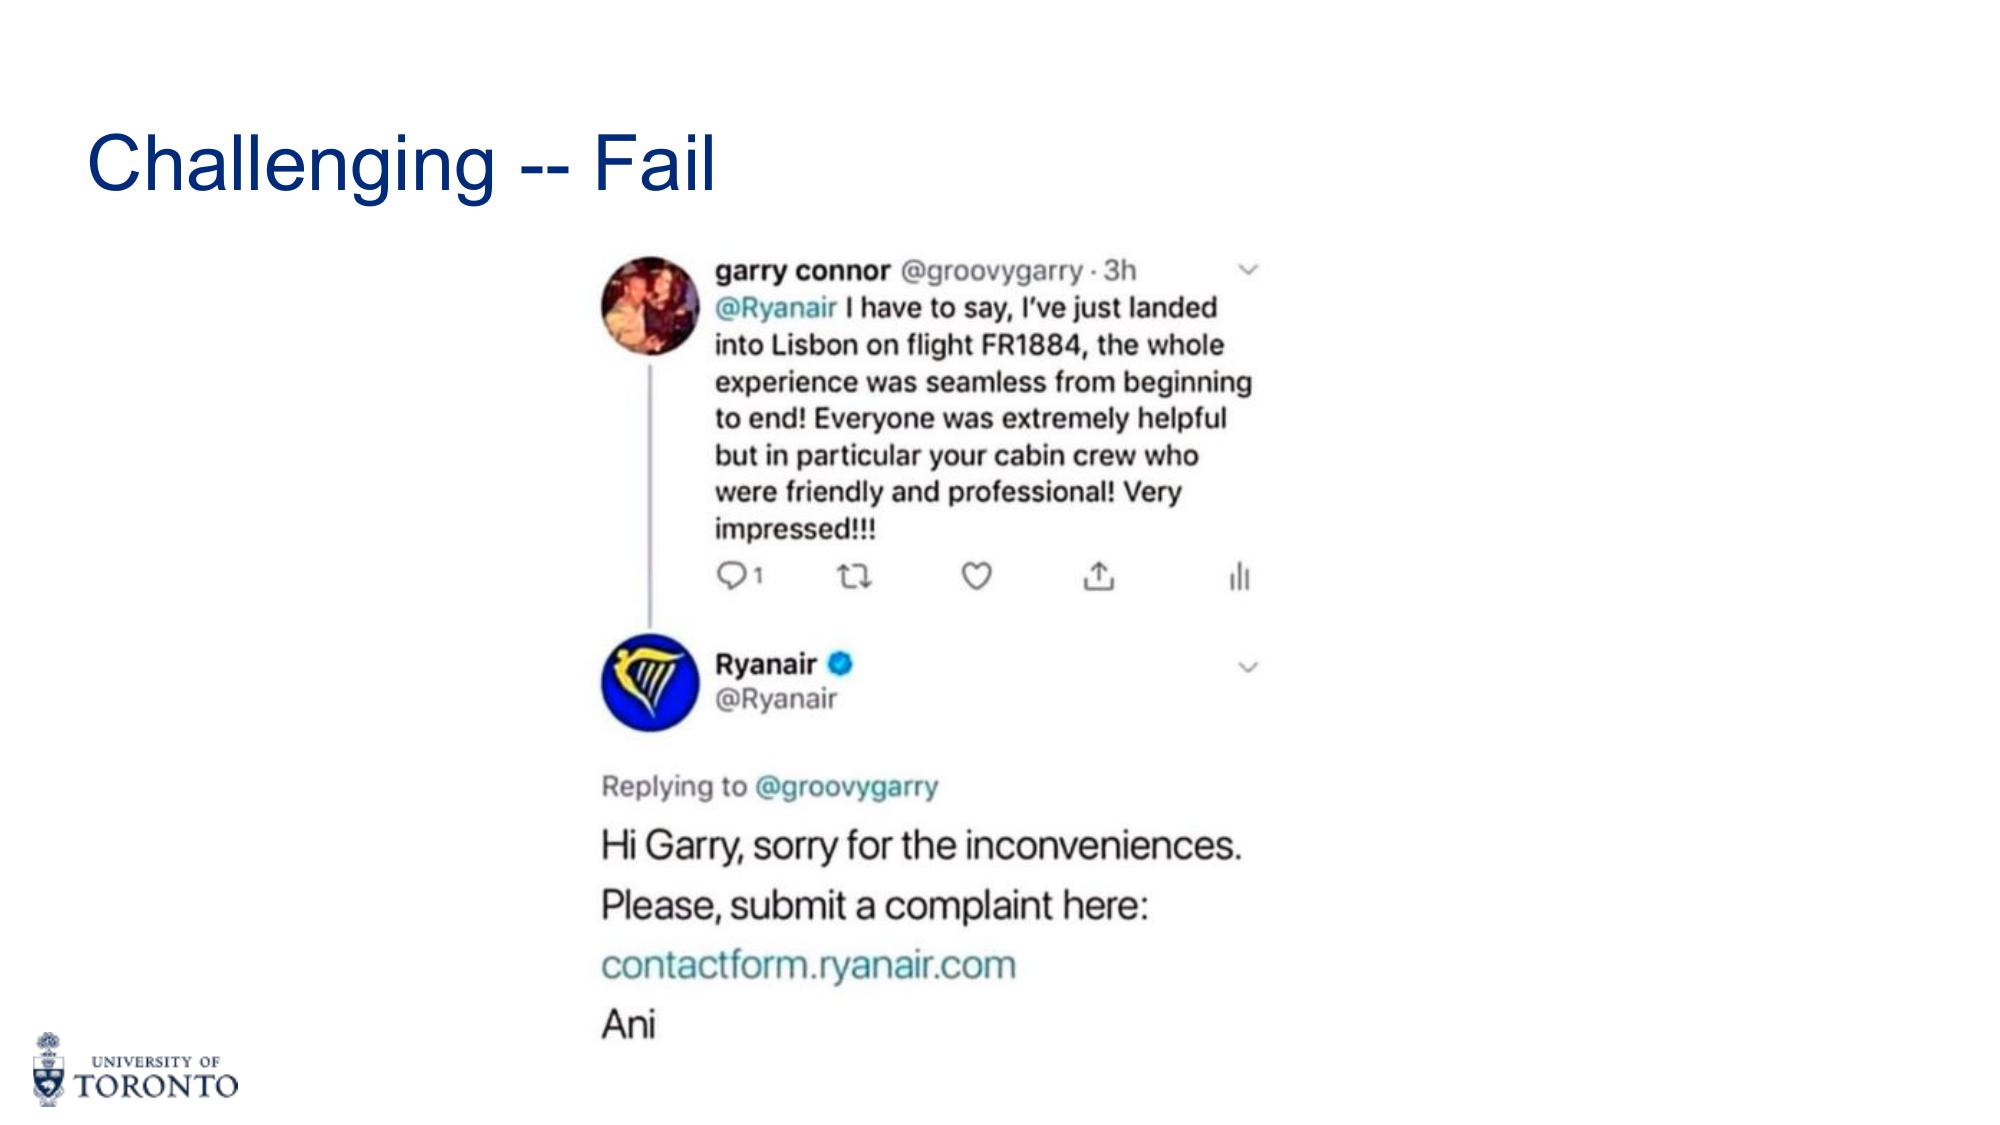 Challenging -- Fail
garry connor @groovygarry · 3h
@Ryanair I have to say, I've just landed
into Lisbon on flight FR1884, the whole
experience was seamless from beginning
to end! Everyone was extremely helpful
but in particular your cabin crew who
were friendly and professional! Very
impressed!!!
1
Ryanair
@Ryanair
Replying to @groovygarry
Hi Garry, sorry for the inconveniences.
Please, submit a complaint here:
contactform.ryanair.com
Ani
UNIVERSITY OF
TORONTO